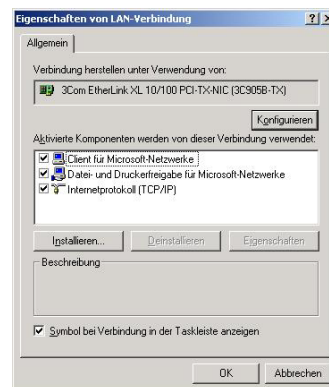 Eigenschaften von LAN-Verbindung
Allgemein
Verbindung herstellen unter Verwendung von:
3Com EtherLink XL 10/100 PCI-TX-NIC (3C905B-TX)
Konfigurieren
Aktivierte Komponenten werden von dieser Verbindung verwendet:
Client für Microsoft-Netzwerke
Datei- und Druckerfreigabe für Microsoft-Netzwerke
Internetprotokoll (TCP/IP)
Installieren... Deinstallieren Eigenschaften
Beschreibung
Symbol bei Verbindung in der Taskleiste anzeigen
OK Abbrechen